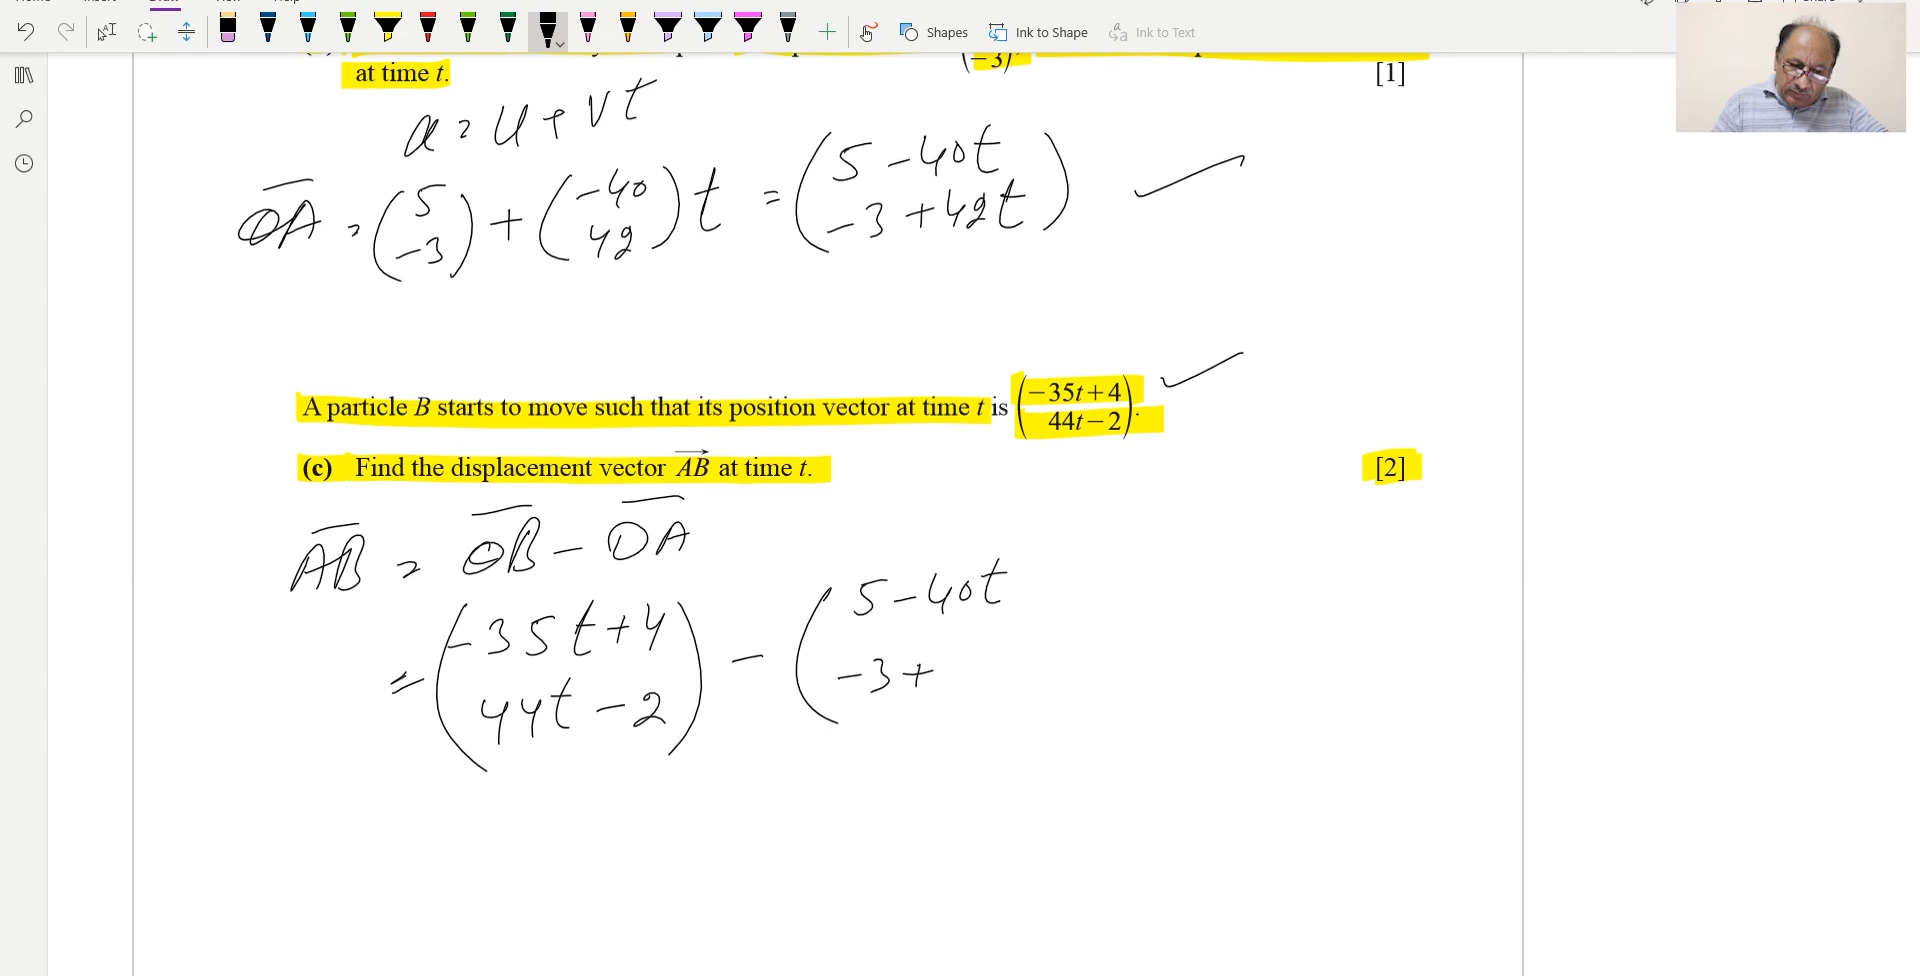 Shapes Ink to Shape Ink to Text
at time t. [1]
a = u + vt
OA = (5 -3) + (-40 42) t = (5 - 40t -3 + 42t)
A particle B starts to move such that its position vector at time t is (-35t+4 44t-2).
(c) Find the displacement vector AB at time t. [2]
AB = OB - OA
= (-35t+4 44t-2) - (5-40t -3+